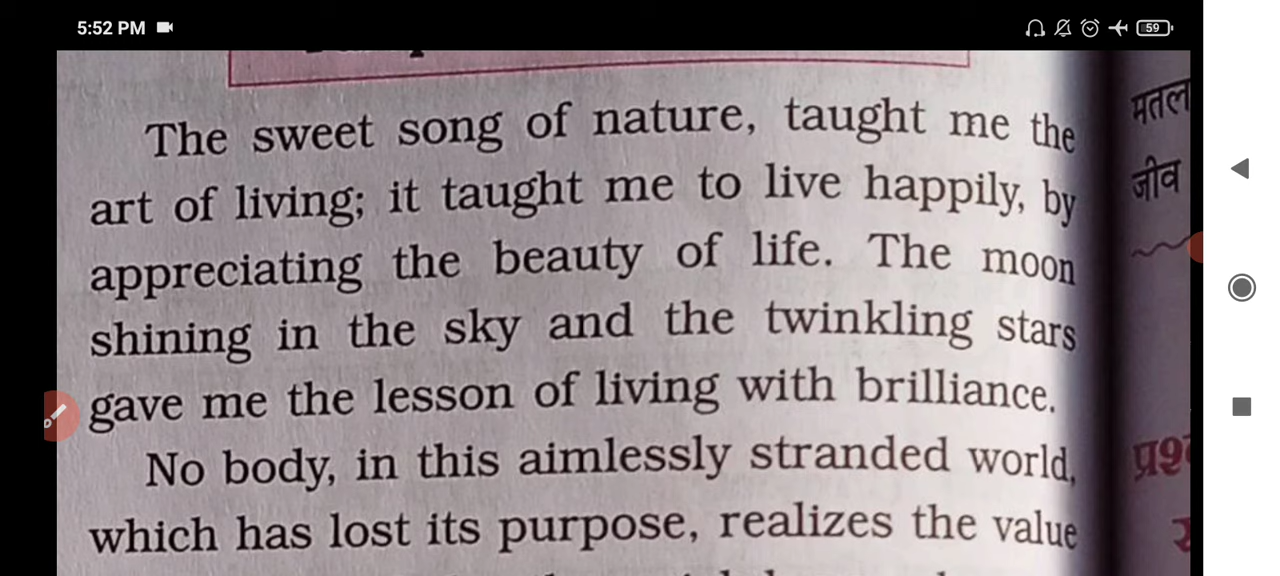 5:52 PM
59
The sweet song of nature, taught me the
art of living; it taught me to live happily, by
appreciating the beauty of life. The moon
shining in the sky and the twinkling stars
gave me the lesson of living with brilliance.
No body, in this aimlessly stranded world,
which has lost its purpose, realizes the value